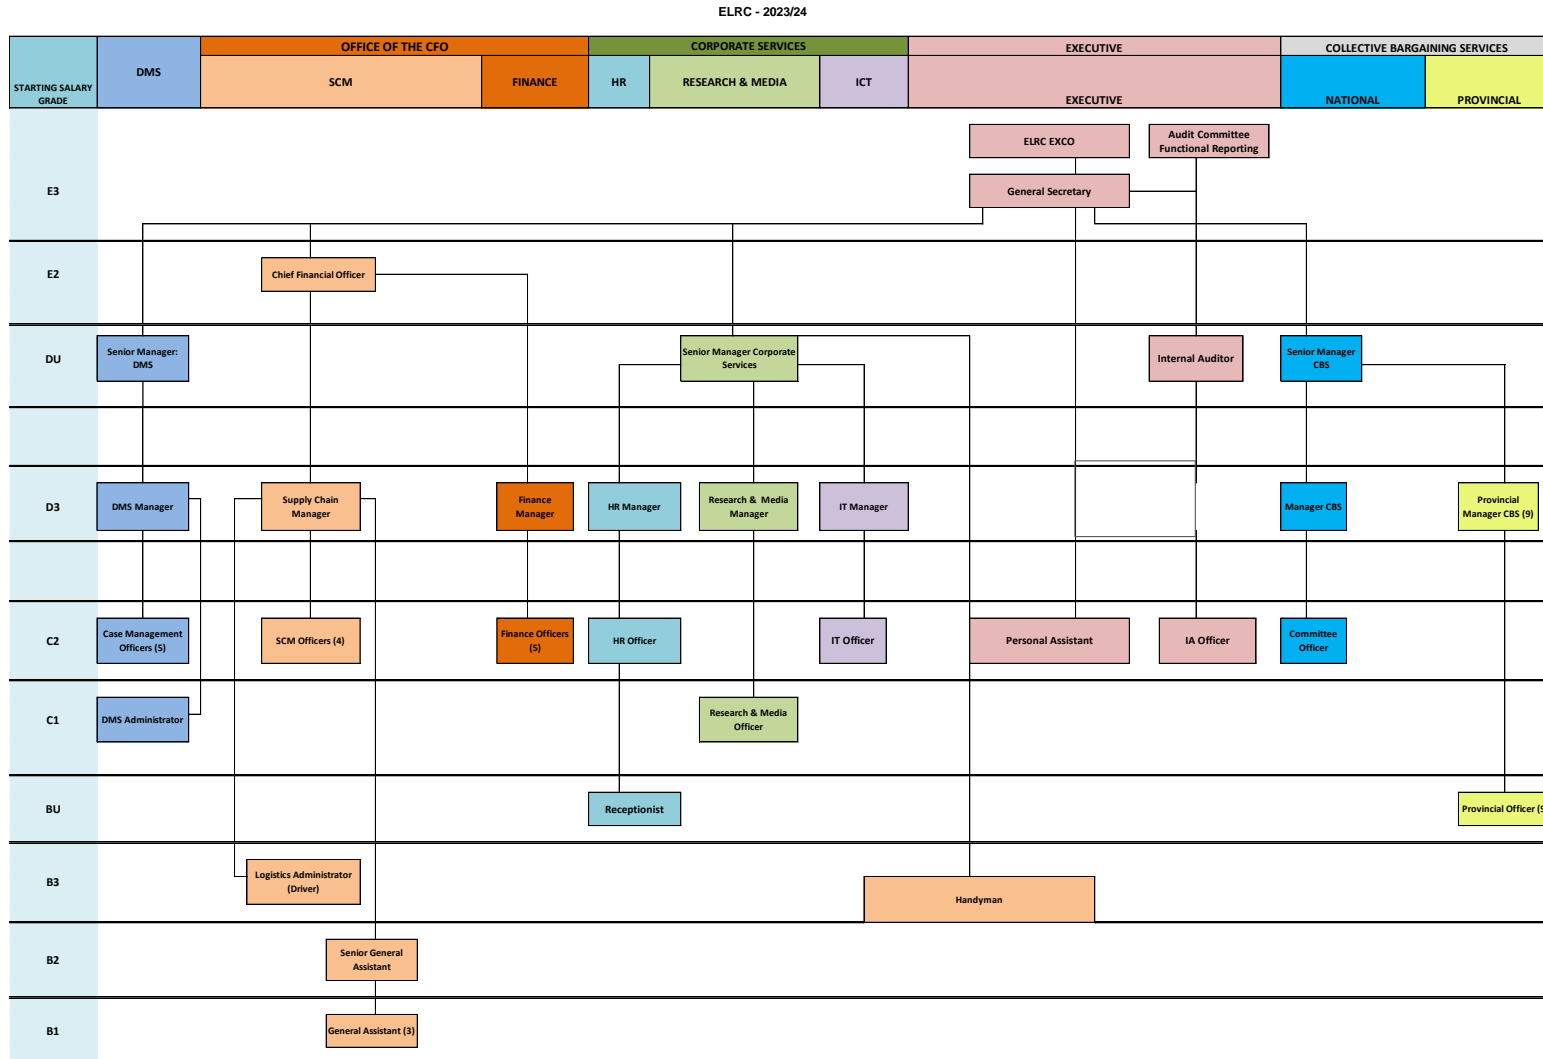 ELRC - 2023/24
STARTING SALARY
GRADE
DMS
OFFICE OF THE CFO
CORPORATE SERVICES
EXECUTIVE
COLLECTIVE BARGAINING SERVICES
SCM
FINANCE
HR
RESEARCH & MEDIA
ICT
EXECUTIVE
NATIONAL
PROVINCIAL
E3
ELRC EXCO
Audit Committee
Functional Reporting
General Secretary
E2
Chief Financial Officer
DU
Senior Manager:
DMS
Senior Manager Corporate
Services
Internal Auditor
Senior Manager
CBS
D3
DMS Manager
Supply Chain
Manager
Finance
Manager
HR Manager
Research & Media
Manager
IT Manager
Manager CBS
Provincial
Manager CBS (9)
C2
Case Management
Officers (5)
SCM Officers (4)
Finance Officers
(5)
HR Officer
IT Officer
Personal Assistant
IA Officer
Committee
Officer
C1
DMS Administrator
Research & Media
Officer
BU
Receptionist
Provincial Officer (9
B3
Logistics Administrator
(Driver)
Handyman
B2
Senior General
Assistant
B1
General Assistant (3)